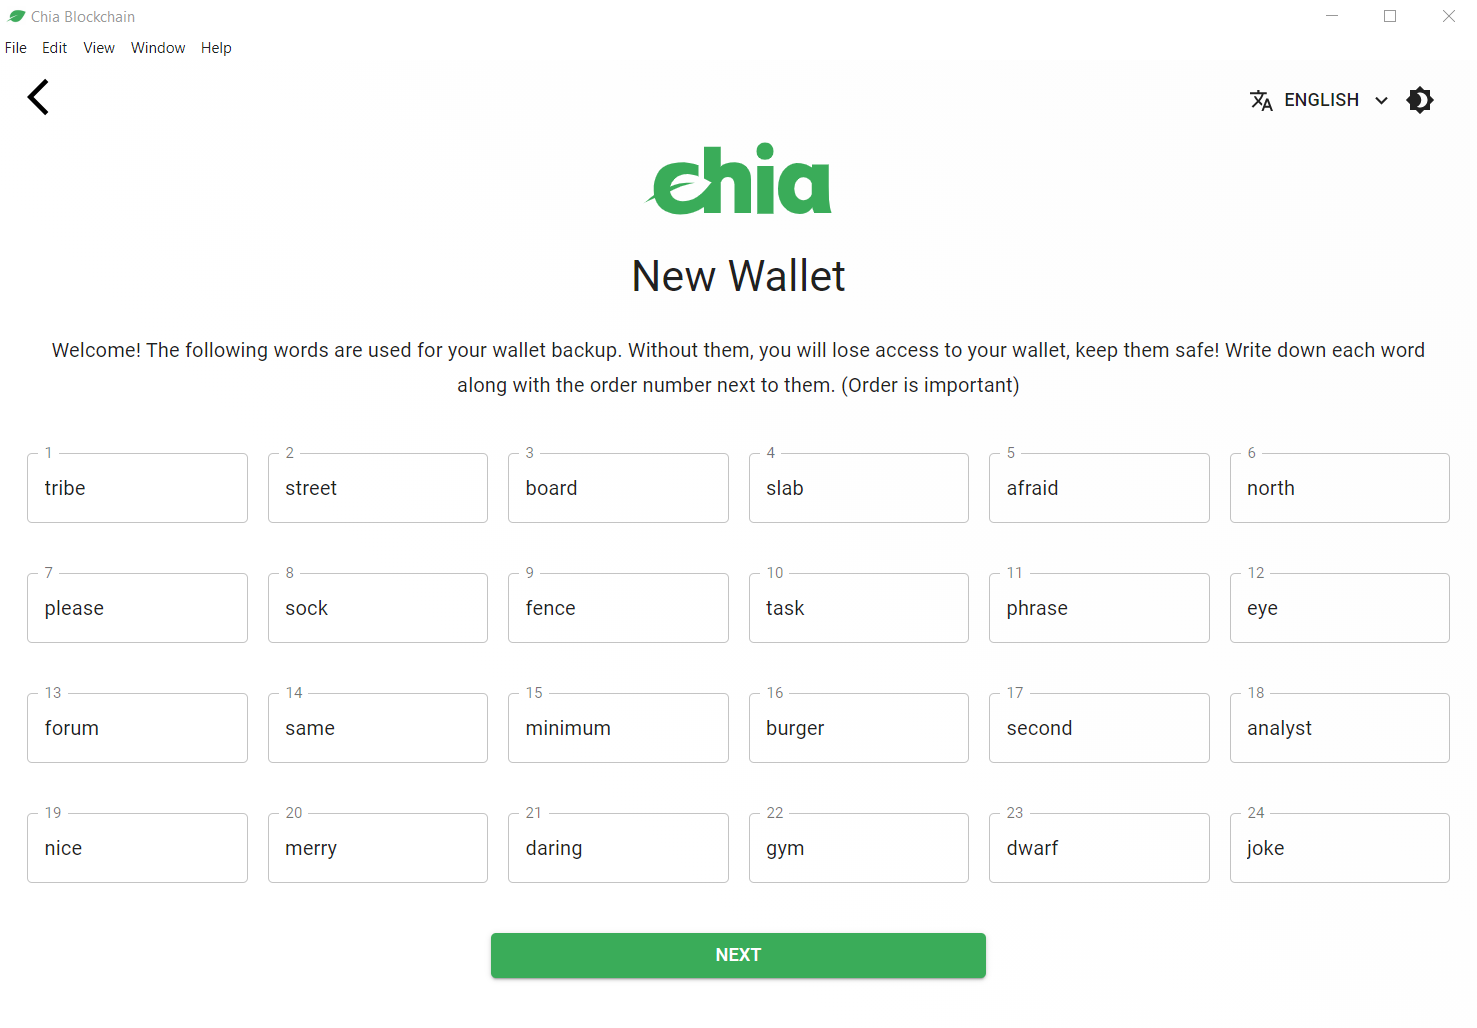 Chia Blockchain
File Edit View Window Help
ENGLISH
chia
New Wallet
Welcome! The following words are used for your wallet backup. Without them, you will lose access to your wallet, keep them safe! Write down each word
along with the order number next to them. (Order is important)
1 2 3 4 5 6
tribe street board slab afraid north
7 8 9 10 11 12
please sock fence task phrase eye
13 14 15 16 17 18
forum same minimum burger second analyst
19 20 21 22 23 24
nice merry daring gym dwarf joke
NEXT